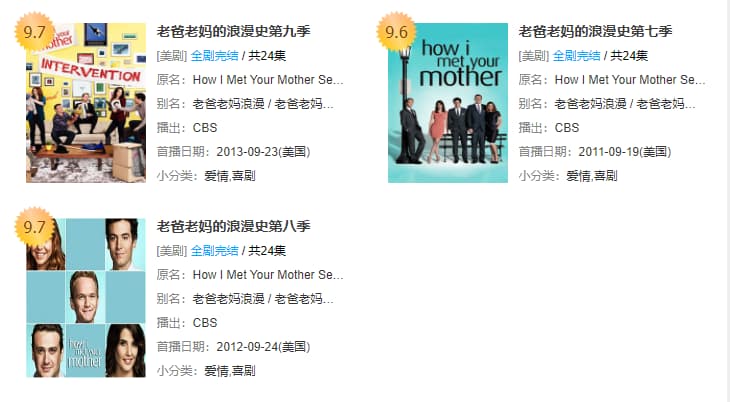 9.7
your
mother
INTERVENTION
老爸老妈的浪漫史第九季
[美剧] 全剧完结 / 共24集
原名：How I Met Your Mother Se...
别名：老爸老妈浪漫 / 老爸老妈...
播出：CBS
首播日期：2013-09-23(美国)
小分类：爱情,喜剧
9.6
how i
met your
mother
老爸老妈的浪漫史第七季
[美剧] 全剧完结 / 共24集
原名：How I Met Your Mother Se...
别名：老爸老妈浪漫 / 老爸老妈...
播出：CBS
首播日期：2011-09-19(美国)
小分类：爱情,喜剧
9.7
how i
met your
mother
老爸老妈的浪漫史第八季
[美剧] 全剧完结 / 共24集
原名：How I Met Your Mother Se...
别名：老爸老妈浪漫 / 老爸老妈...
播出：CBS
首播日期：2012-09-24(美国)
小分类：爱情,喜剧